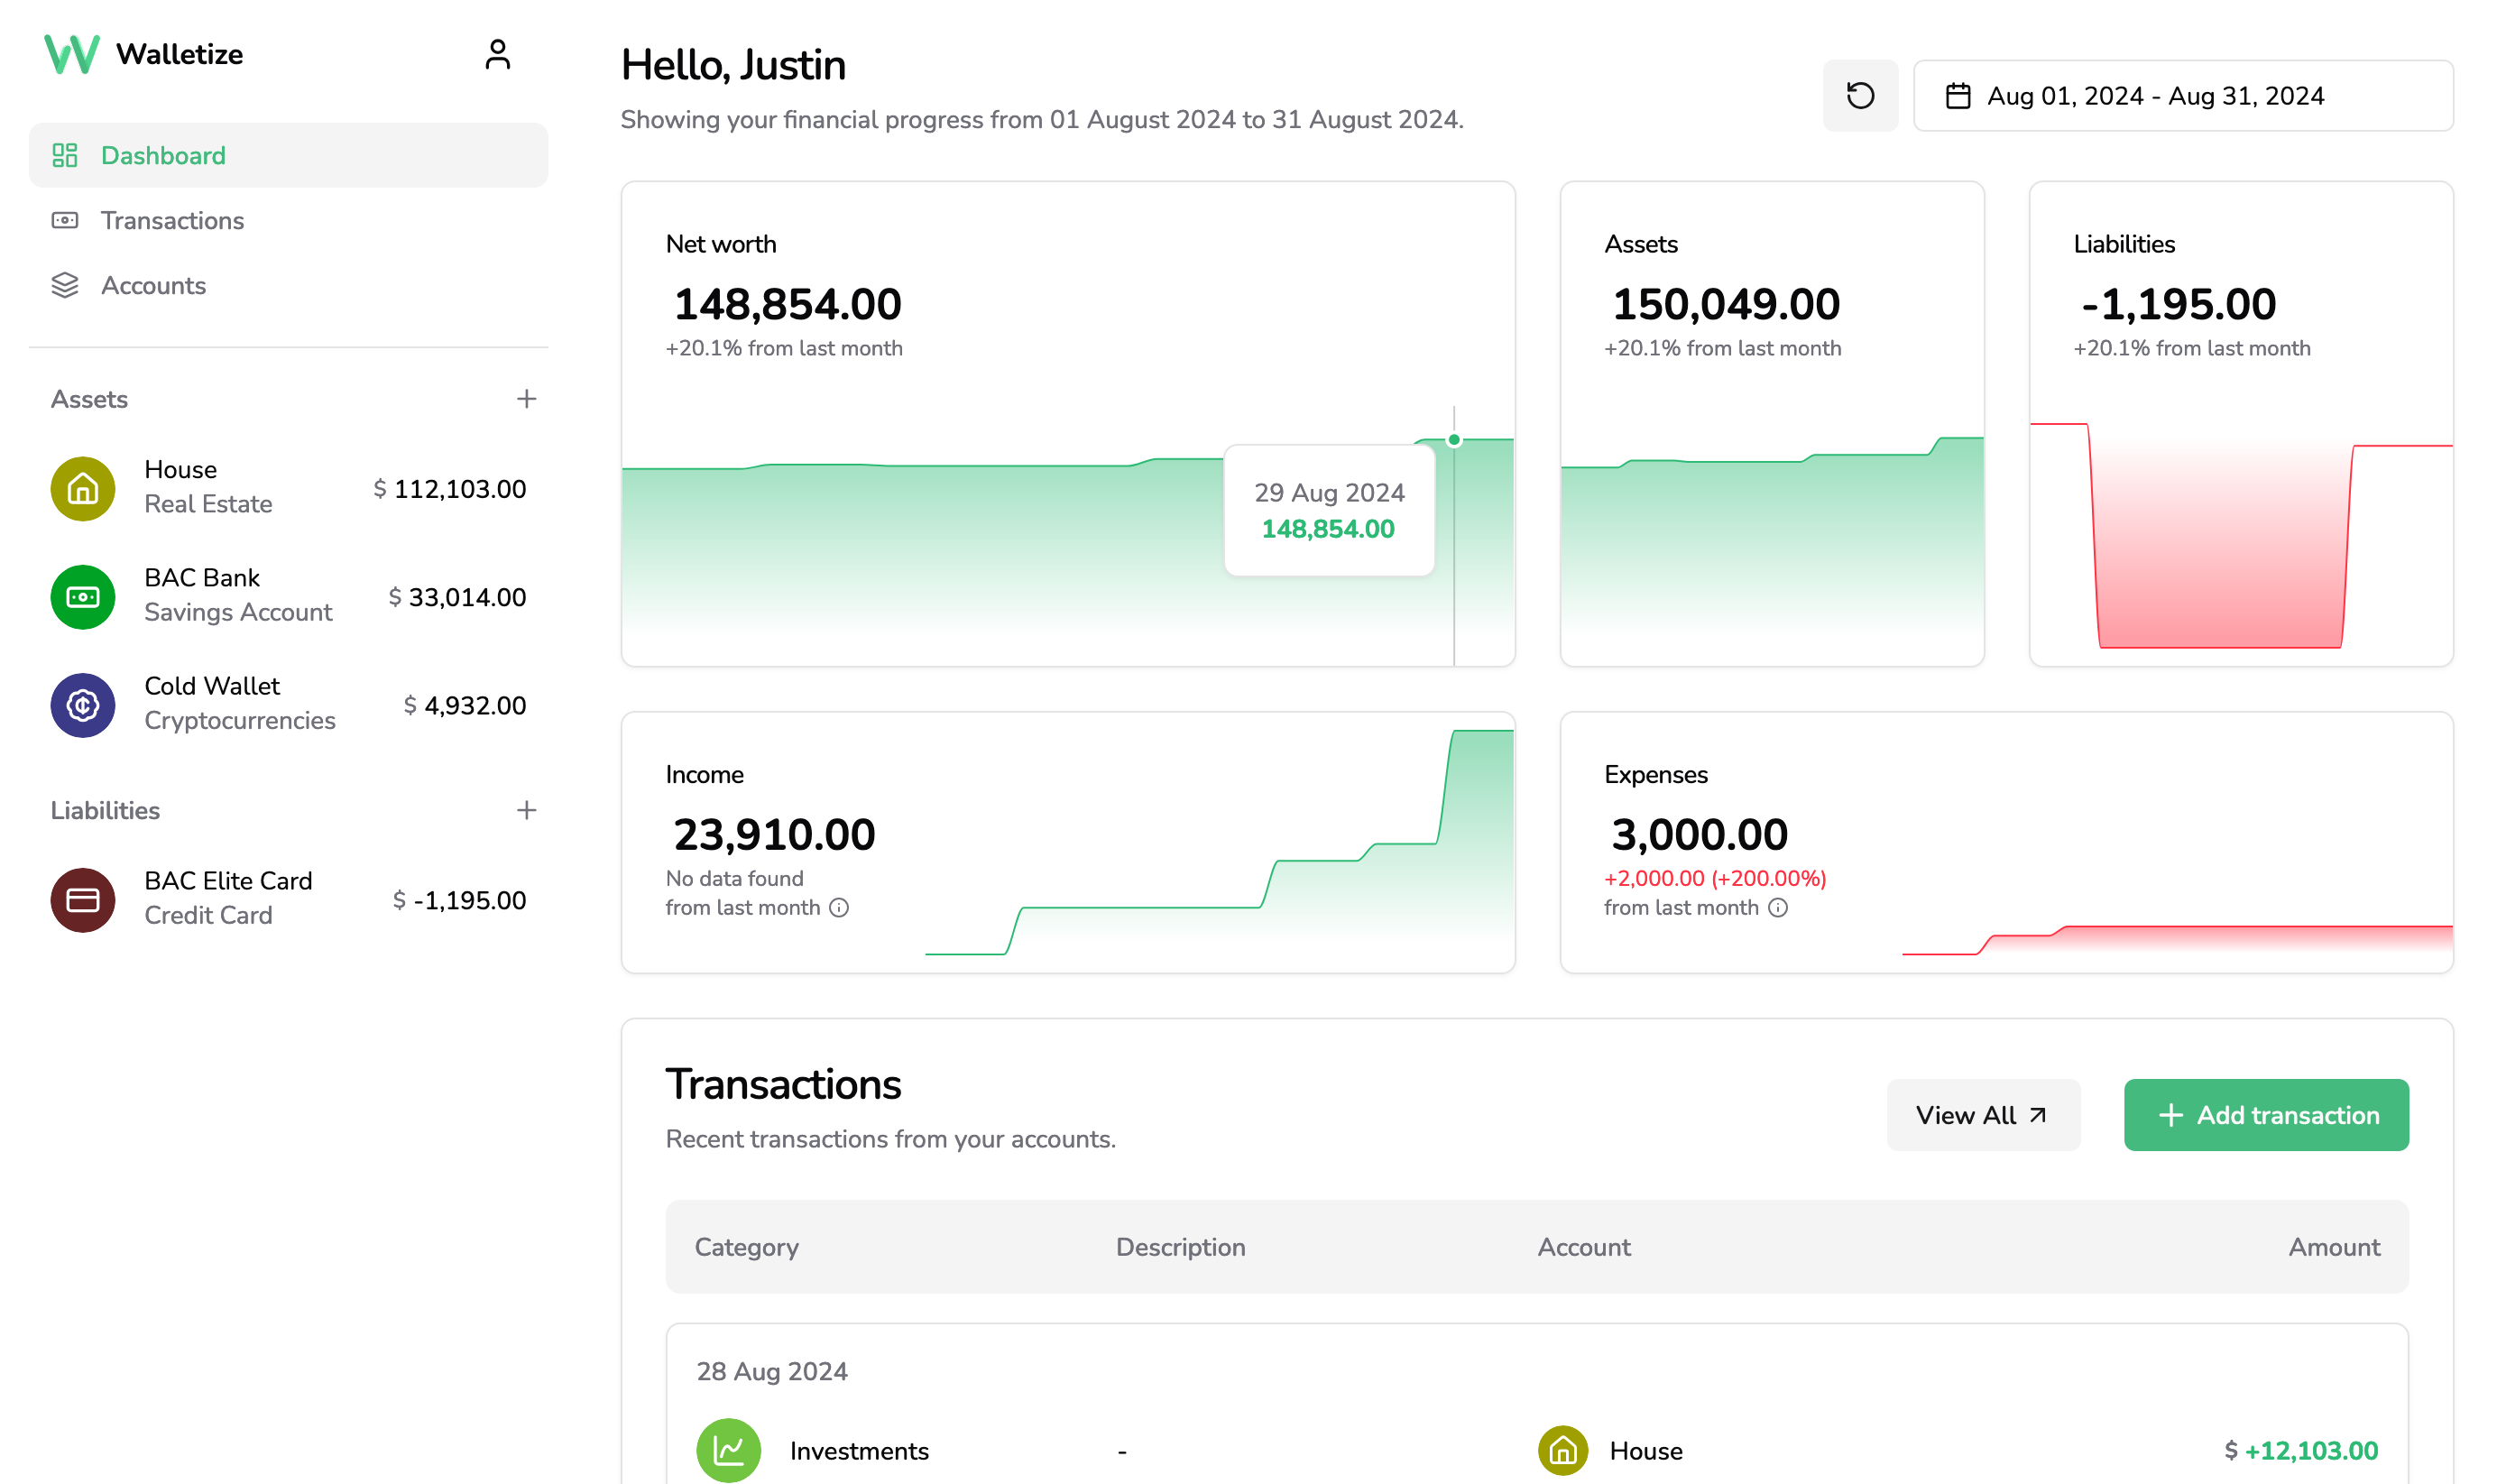 Walletize
Dashboard
Transactions
Accounts
Assets
House
Real Estate
$ 112,103.00
BAC Bank
Savings Account
$ 33,014.00
Cold Wallet
Cryptocurrencies
$ 4,932.00
Liabilities
BAC Elite Card
Credit Card
$ -1,195.00
Hello, Justin
Showing your financial progress from 01 August 2024 to 31 August 2024.
Aug 01, 2024 - Aug 31, 2024
Net worth
148,854.00
+20.1% from last month
29 Aug 2024
148,854.00
Assets
150,049.00
+20.1% from last month
Liabilities
-1,195.00
+20.1% from last month
Income
23,910.00
No data found
from last month
Expenses
3,000.00
+2,000.00 (+200.00%)
from last month
Transactions
Recent transactions from your accounts.
View All
Add transaction
Category Description Account Amount
28 Aug 2024
Investments - House $ +12,103.00